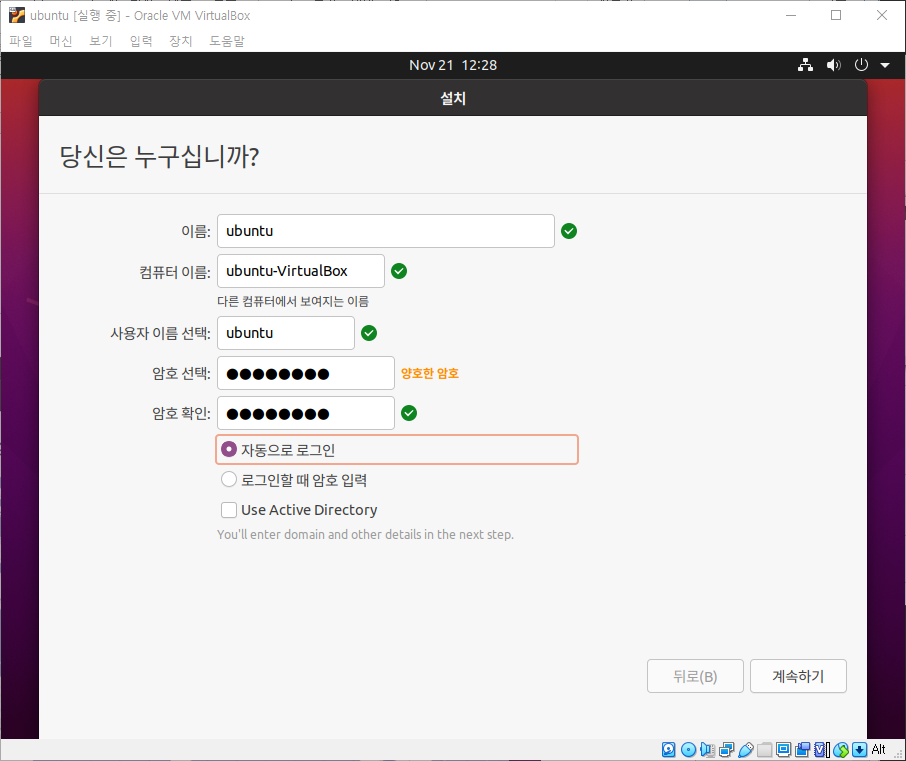 ubuntu [실행 중] - Oracle VM VirtualBox
파일 머신 보기 입력 장치 도움말
Nov 21 12:28
설치
당신은 누구십니까?
이름: ubuntu
컴퓨터 이름: ubuntu-VirtualBox
다른 컴퓨터에서 보여지는 이름
사용자 이름 선택: ubuntu
암호 선택: ●●●●●●●● 양호한 암호
암호 확인: ●●●●●●●●
자동으로 로그인
로그인할 때 암호 입력
Use Active Directory
You'll enter domain and other details in the next step.
뒤로(B) 계속하기
Alt